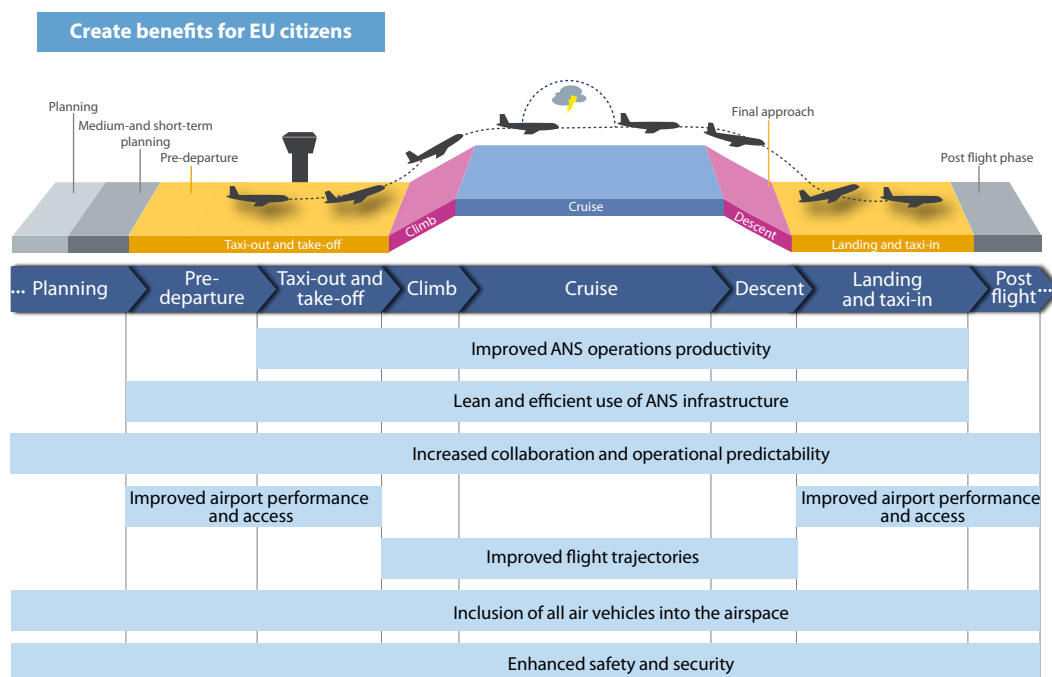 Create benefits for EU citizens
Planning
Medium-and short-term
planning
Pre-departure
Final approach
Post flight phase
Taxi-out and take-off
Climb
Cruise
Descent
Landing and taxi-in
... Planning
Pre-
departure
Taxi-out and
take-off
Climb
Cruise
Descent
Landing
and taxi-in
Post
flight ...
Improved ANS operations productivity
Lean and efficient use of ANS infrastructure
Increased collaboration and operational predictability
Improved airport performance
and access
Improved airport performance
and access
Improved flight trajectories
Inclusion of all air vehicles into the airspace
Enhanced safety and security